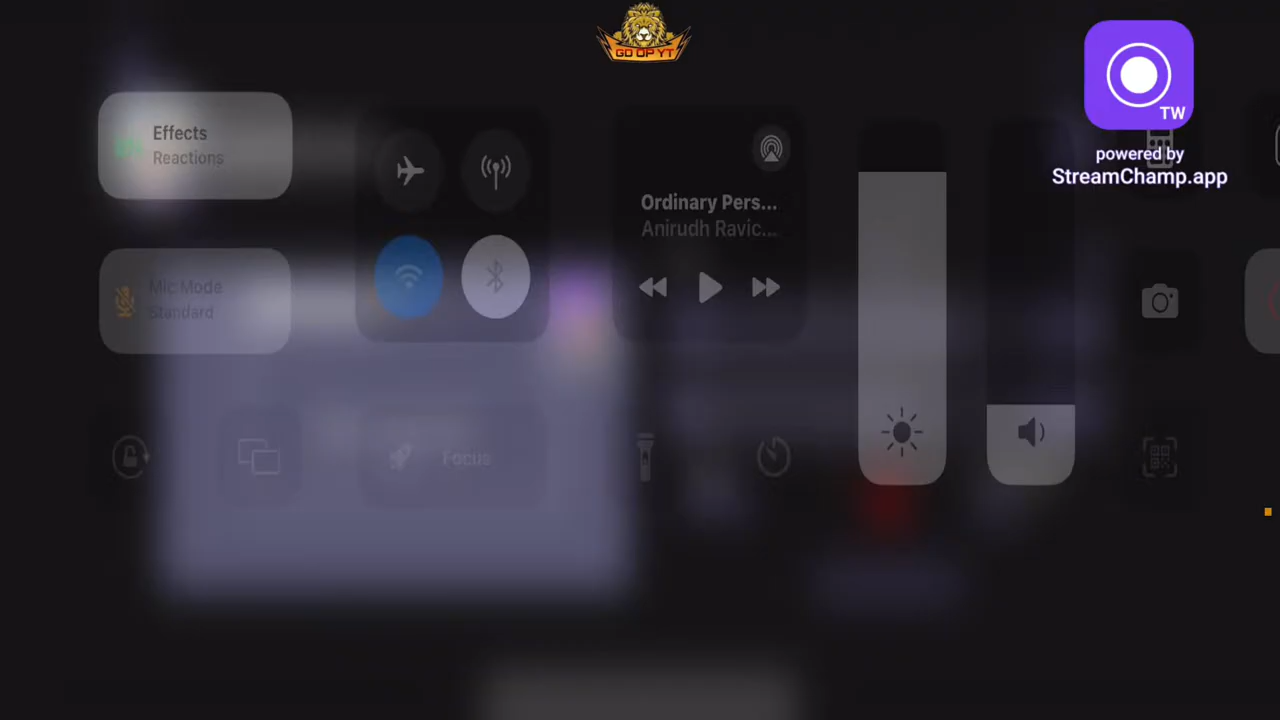 GO OP YT
TW
powered by
StreamChamp.app
Effects
Reactions
Ordinary Pers...
Anirudh Ravic...
Mic Mode
Standard
Focus